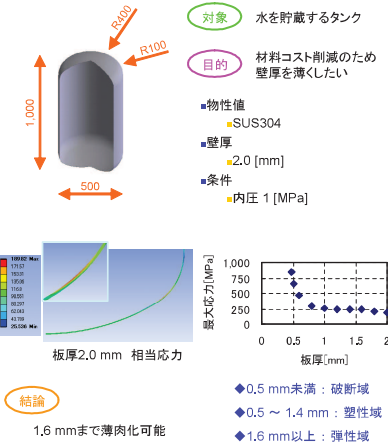 R400
R100
1,000
500
対象
水を貯蔵するタンク
目的
材料コスト削減のため
壁厚を薄くしたい
■物性値
■SUS304
■壁厚
■2.0 [mm]
■条件
■内圧 1 [MPa]
25.538 Min
板厚2.0 mm 相当応力
最大応力[MPa]
1,000
750
500
250
0
0
0.5
1
1.5
2
板厚[mm]
結論
1.6 mmまで薄肉化可能
◆0.5 mm未満:破断域
◆0.5 ~ 1.4 mm:塑性域
◆1.6 mm以上:弾性域